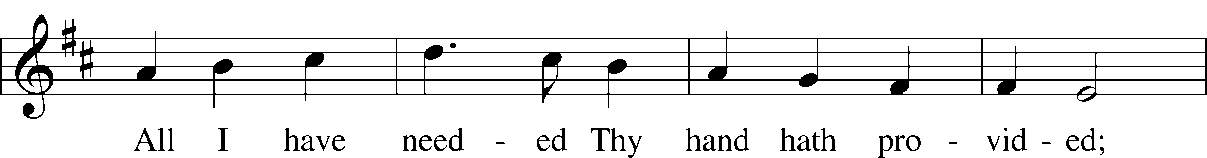 All I have need - ed Thy hand hath pro - vid - ed;